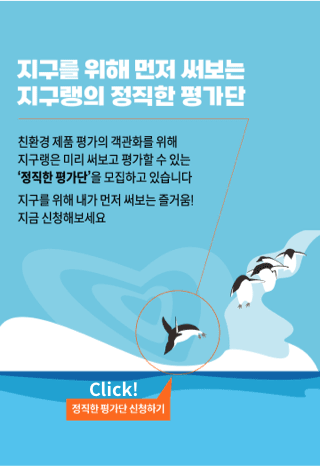 지구를 위해 먼저 써보는
지구랭의 정직한 평가단
친환경 제품 평가의 객관화를 위해
지구랭은 미리 써보고 평가할 수 있는
‘정직한 평가단’을 모집하고 있습니다
지구를 위해 내가 먼저 써보는 즐거움!
지금 신청해보세요
Click!
정직한 평가단 신청하기